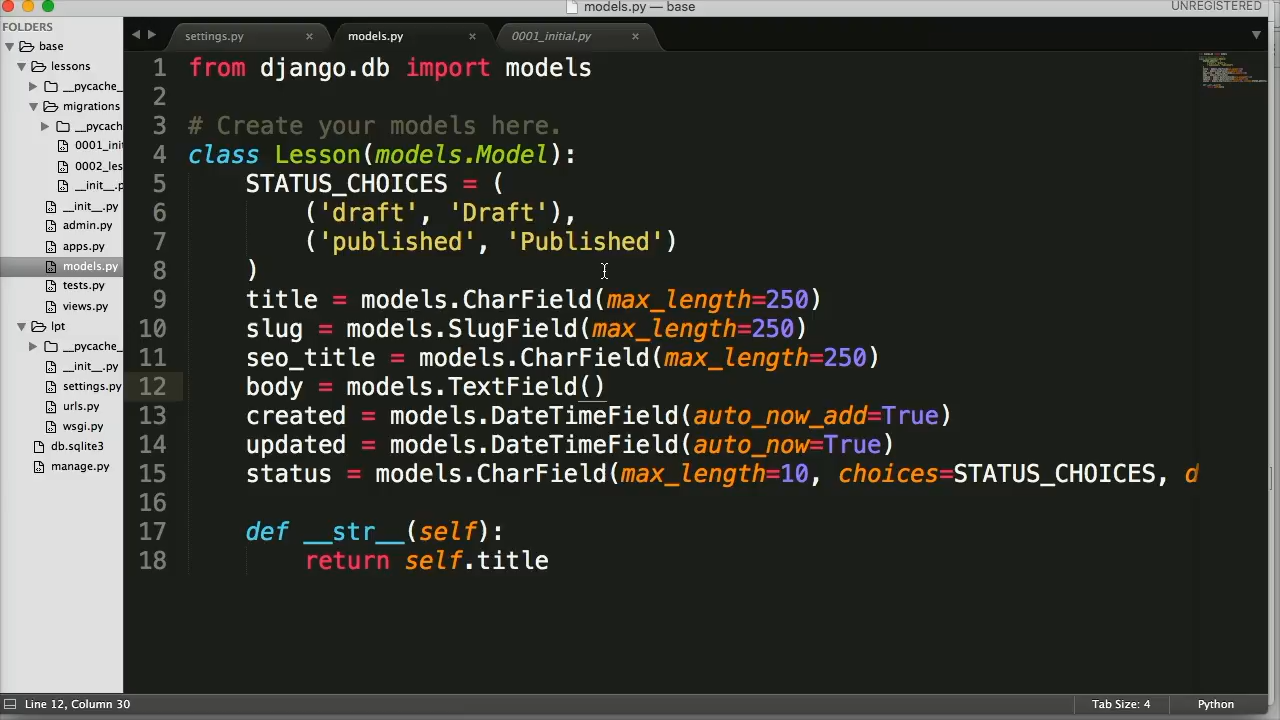 models.py — base
UNREGISTERED
FOLDERS
base
lessons
__pycache_
migrations
__pycach
0001_init
0002_les
__init__.p
__init__.py
admin.py
apps.py
models.py
tests.py
views.py
lpt
__pycache_
__init__.py
settings.py
urls.py
wsgi.py
db.sqlite3
manage.py
settings.py ×
models.py ×
0001_initial.py ×
1 from django.db import models
2
3 # Create your models here.
4 class Lesson(models.Model):
5     STATUS_CHOICES = (
6         ('draft', 'Draft'),
7         ('published', 'Published')
8     )
9     title = models.CharField(max_length=250)
10     slug = models.SlugField(max_length=250)
11     seo_title = models.CharField(max_length=250)
12     body = models.TextField()
13     created = models.DateTimeField(auto_now_add=True)
14     updated = models.DateTimeField(auto_now=True)
15     status = models.CharField(max_length=10, choices=STATUS_CHOICES, d
16
17     def __str__(self):
18         return self.title
Line 12, Column 30
Tab Size: 4
Python